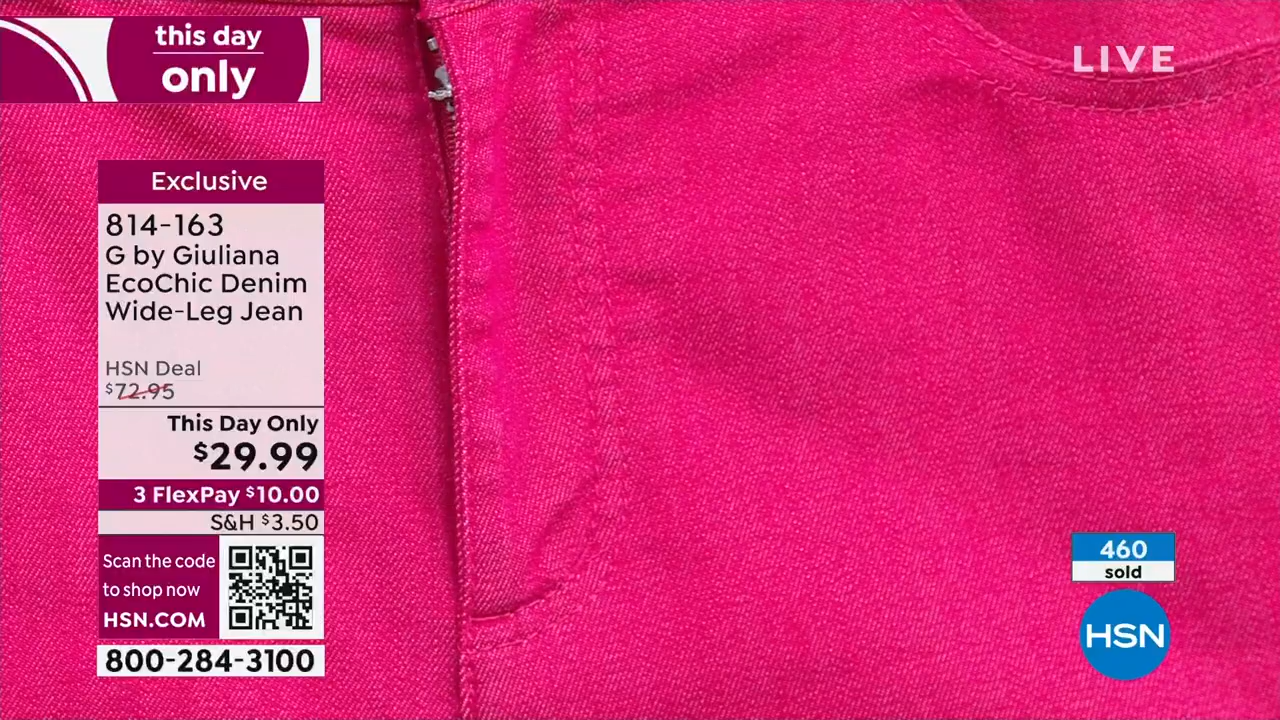 this day
only
LIVE
Exclusive
814-163
G by Giuliana
EcoChic Denim
Wide-Leg Jean
HSN Deal
$72.95
This Day Only
$29.99
3 FlexPay $10.00
S&H $3.50
Scan the code
to shop now
HSN.COM
800-284-3100
460
sold
HSN